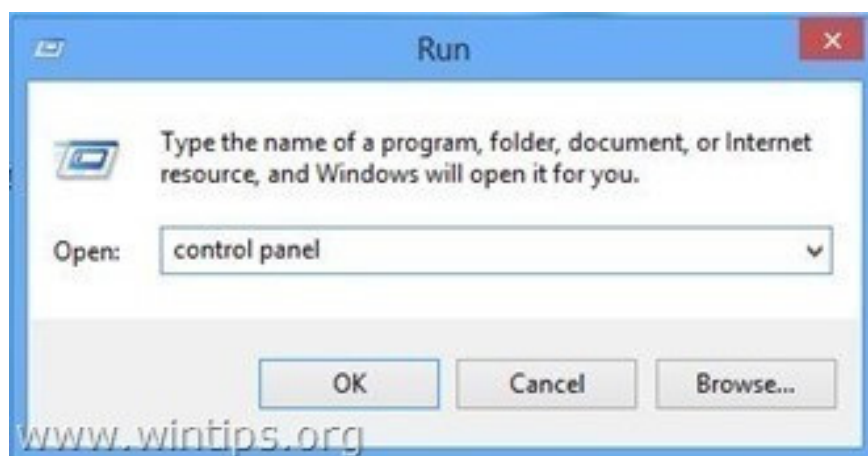 Run
Type the name of a program, folder, document, or Internet
resource, and Windows will open it for you.
Open: control panel
OK Cancel Browse...
www.wintips.org